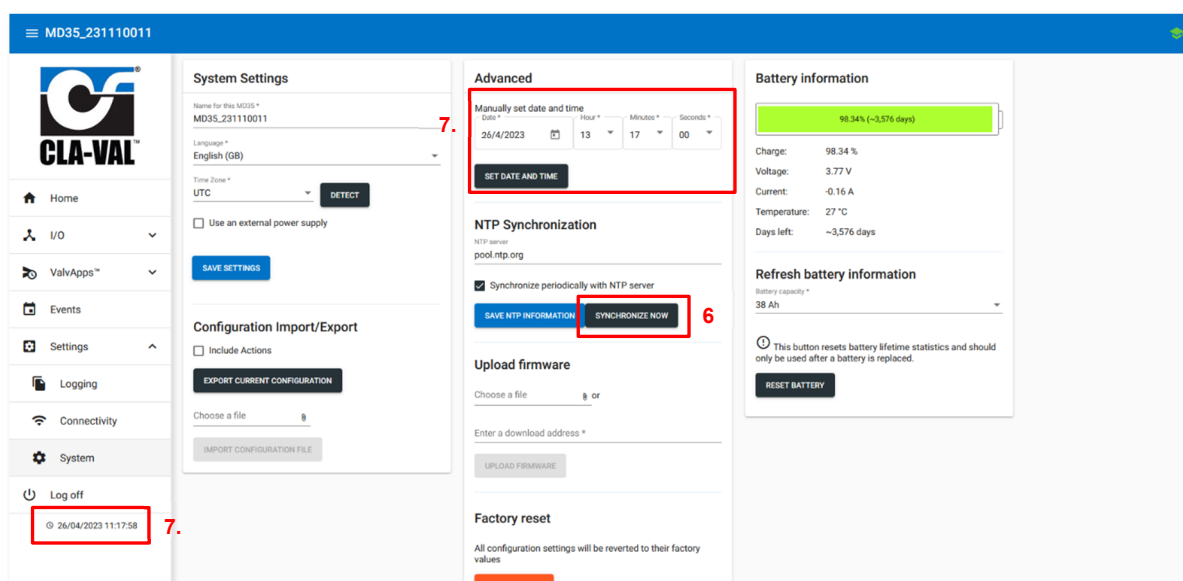 MD35_231110011
CLA-VAL
®
™
Home
I/O
ValvApps™
Events
Settings
Logging
Connectivity
System
Log off
26/04/2023 11:17:58
7.
System Settings
Name for this MD35 *
MD35_231110011
Language *
English (GB)
Time Zone *
UTC
DETECT
Use an external power supply
SAVE SETTINGS
Configuration Import/Export
Include Actions
EXPORT CURRENT CONFIGURATION
Choose a file
IMPORT CONFIGURATION FILE
7.
Advanced
Manually set date and time
Date * Hour * Minutes * Seconds *
26/4/2023 13 17 00
SET DATE AND TIME
NTP Synchronization
NTP server
pool.ntp.org
Synchronize periodically with NTP server
SAVE NTP INFORMATION SYNCHRONIZE NOW
6
Upload firmware
Choose a file or
Enter a download address *
UPLOAD FIRMWARE
Factory reset
All configuration settings will be reverted to their factory
values
Battery information
98.34% (~3,576 days)
Charge: 98.34 %
Voltage: 3.77 V
Current: -0.16 A
Temperature: 27 °C
Days left: ~3,576 days
Refresh battery information
Battery capacity *
38 Ah
This button resets battery lifetime statistics and should
only be used after a battery is replaced.
RESET BATTERY